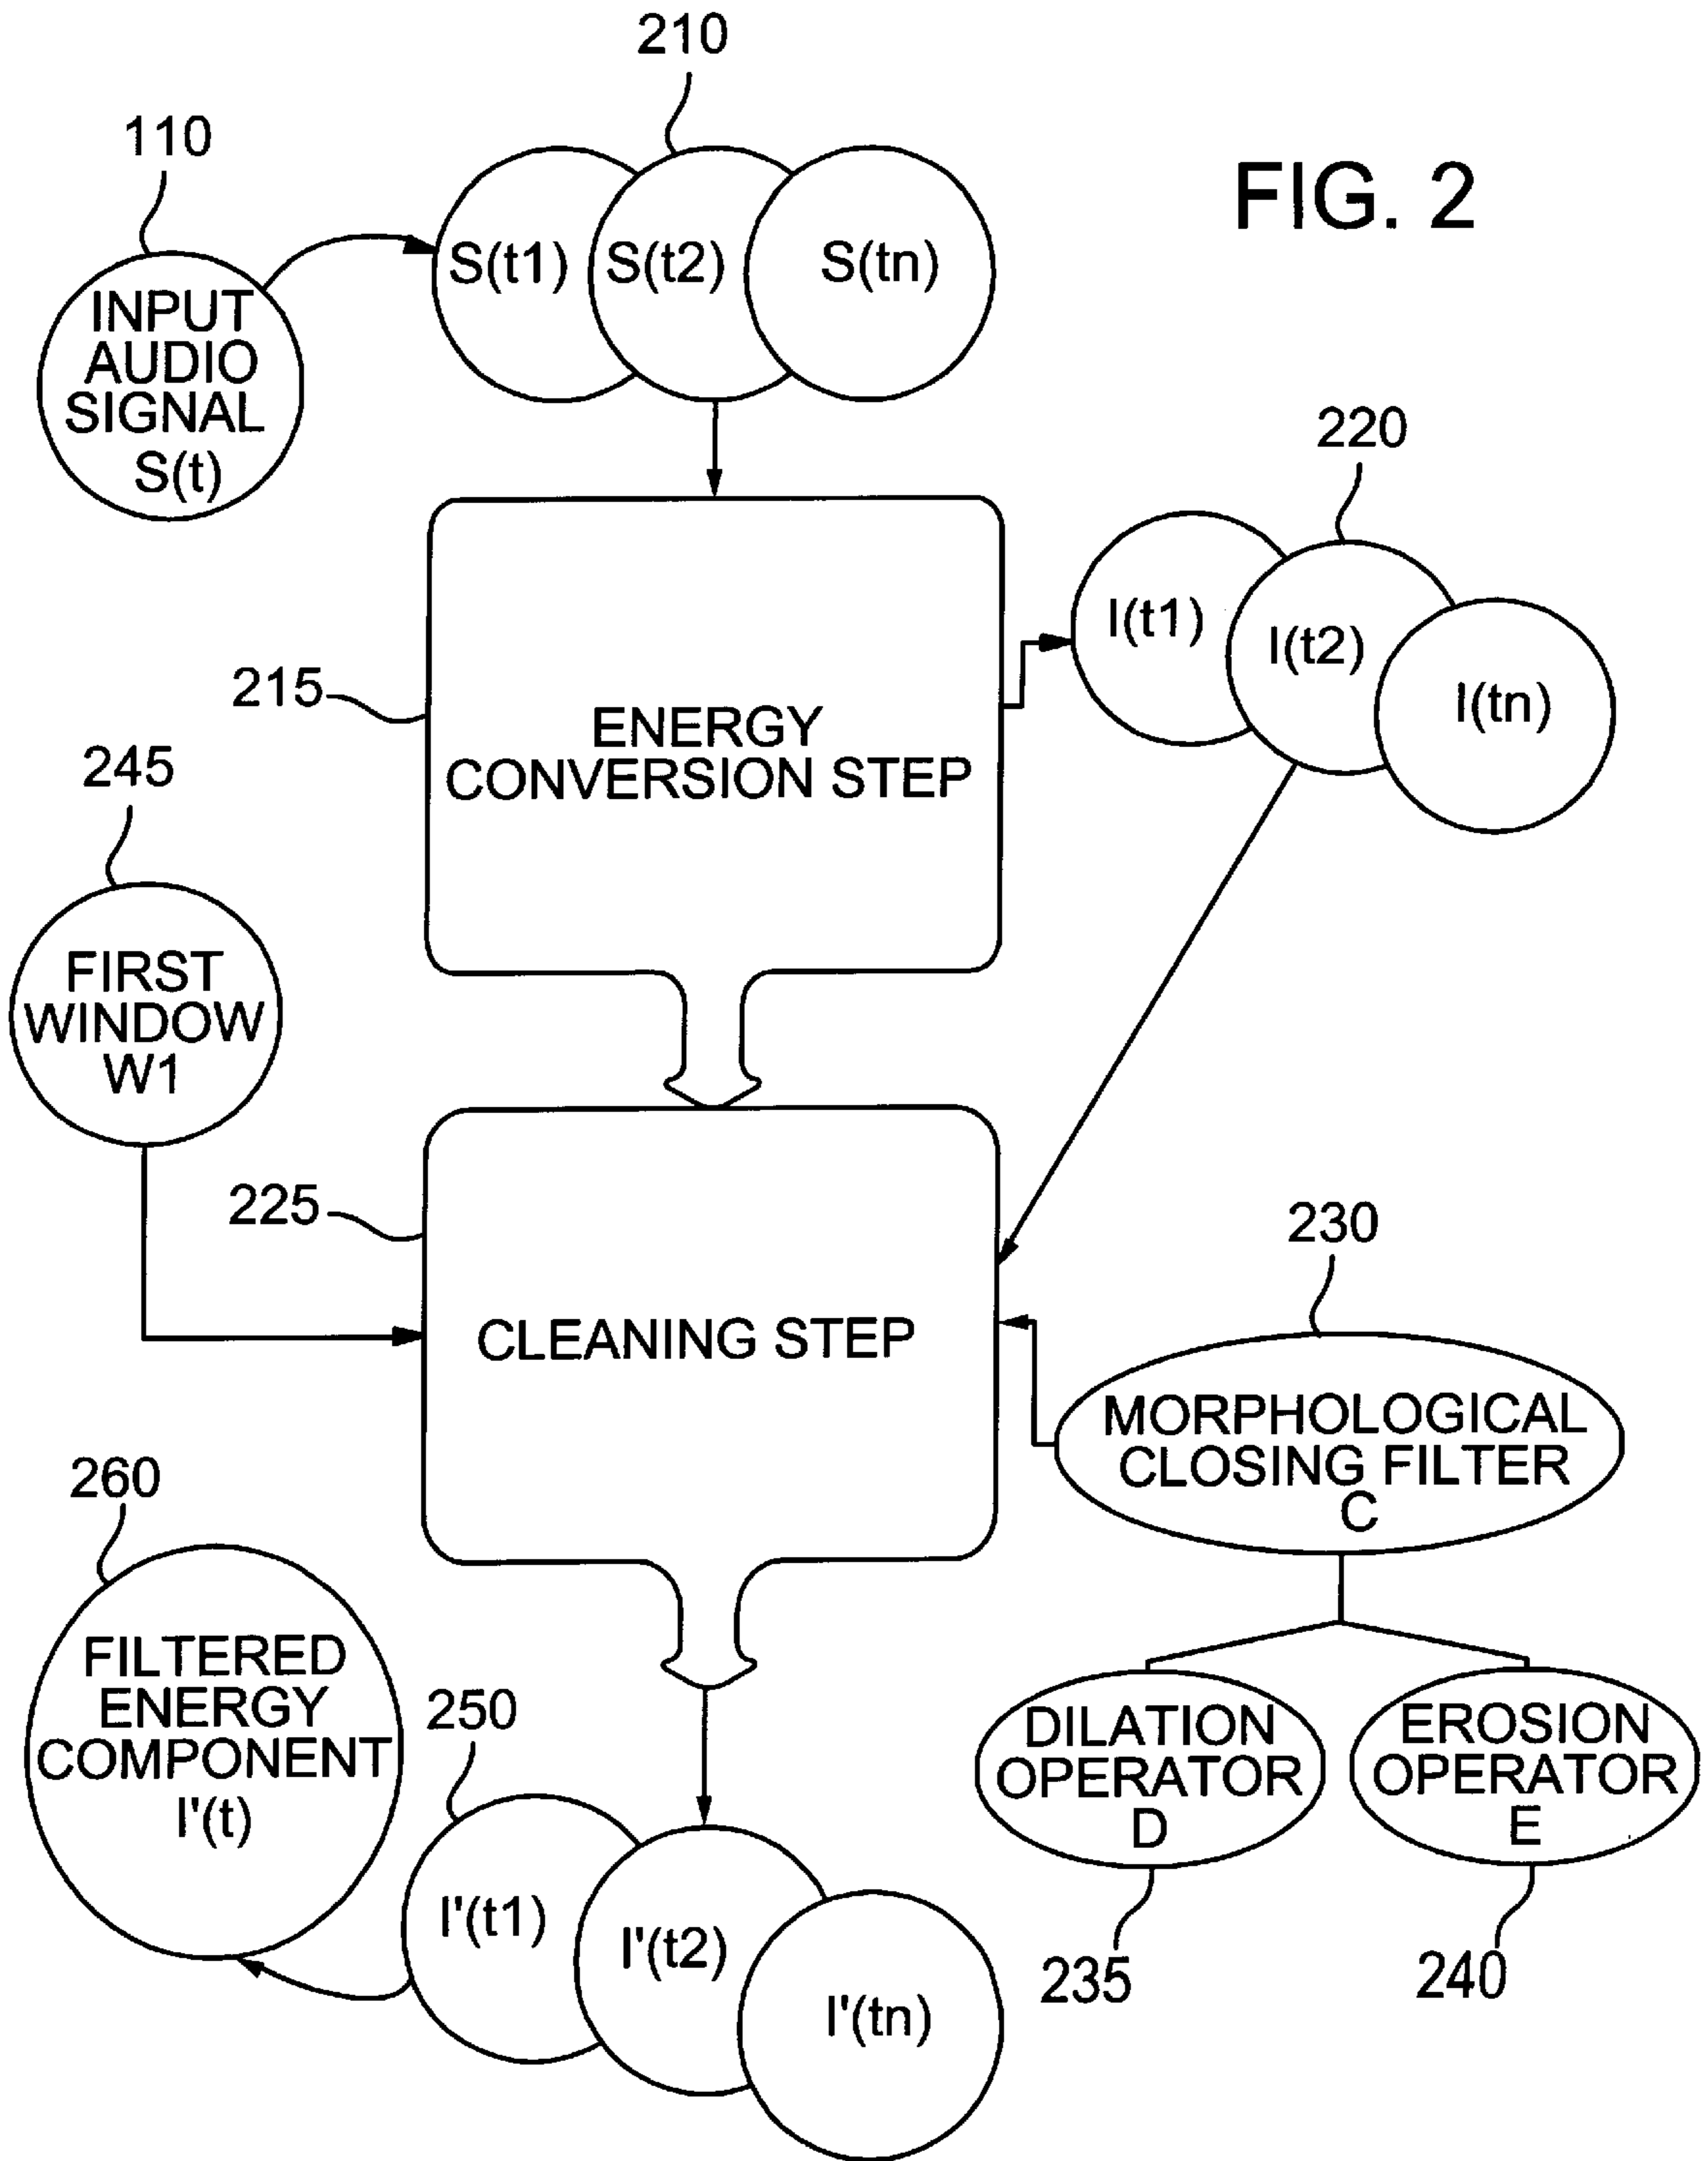 210
110
FIG. 2
S(t1) S(t2) S(tn)
INPUT
AUDIO
SIGNAL
S(t)
220
I(t1)
I(t2)
I(tn)
215
ENERGY
CONVERSION STEP
245
FIRST
WINDOW
W1
225
CLEANING STEP
230
MORPHOLOGICAL
CLOSING FILTER
C
260
FILTERED
ENERGY
COMPONENT
I'(t)
250
DILATION
OPERATOR
D
EROSION
OPERATOR
E
I'(t1)
I'(t2)
I'(tn)
235
240